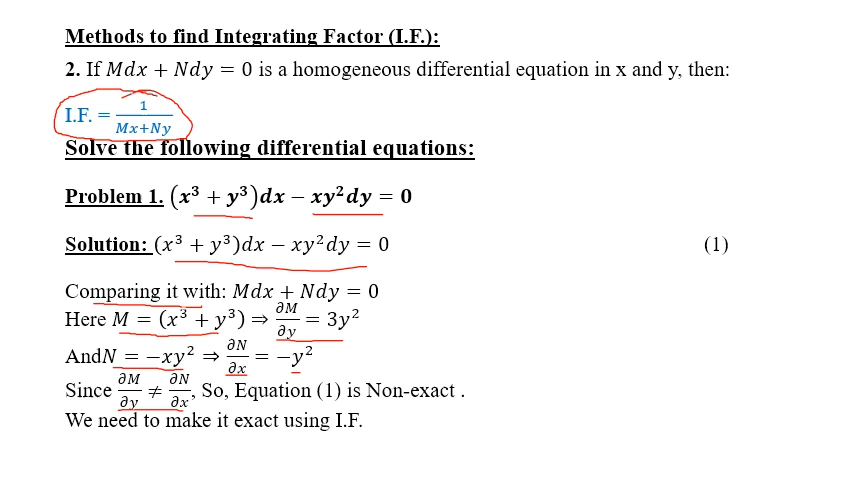 Methods to find Integrating Factor (I.F.):
2. If Mdx + Ndy = 0 is a homogeneous differential equation in x and y, then:
I.F. = 1/(Mx+Ny)
Solve the following differential equations:
Problem 1. (x³ + y³)dx − xy²dy = 0
Solution: (x³ + y³)dx − xy²dy = 0 (1)
Comparing it with: Mdx + Ndy = 0
Here M = (x³ + y³) ⇒ ∂M/∂y = 3y²
AndN = −xy² ⇒ ∂N/∂x = −y²
Since ∂M/∂y ≠ ∂N/∂x, So, Equation (1) is Non-exact .
We need to make it exact using I.F.